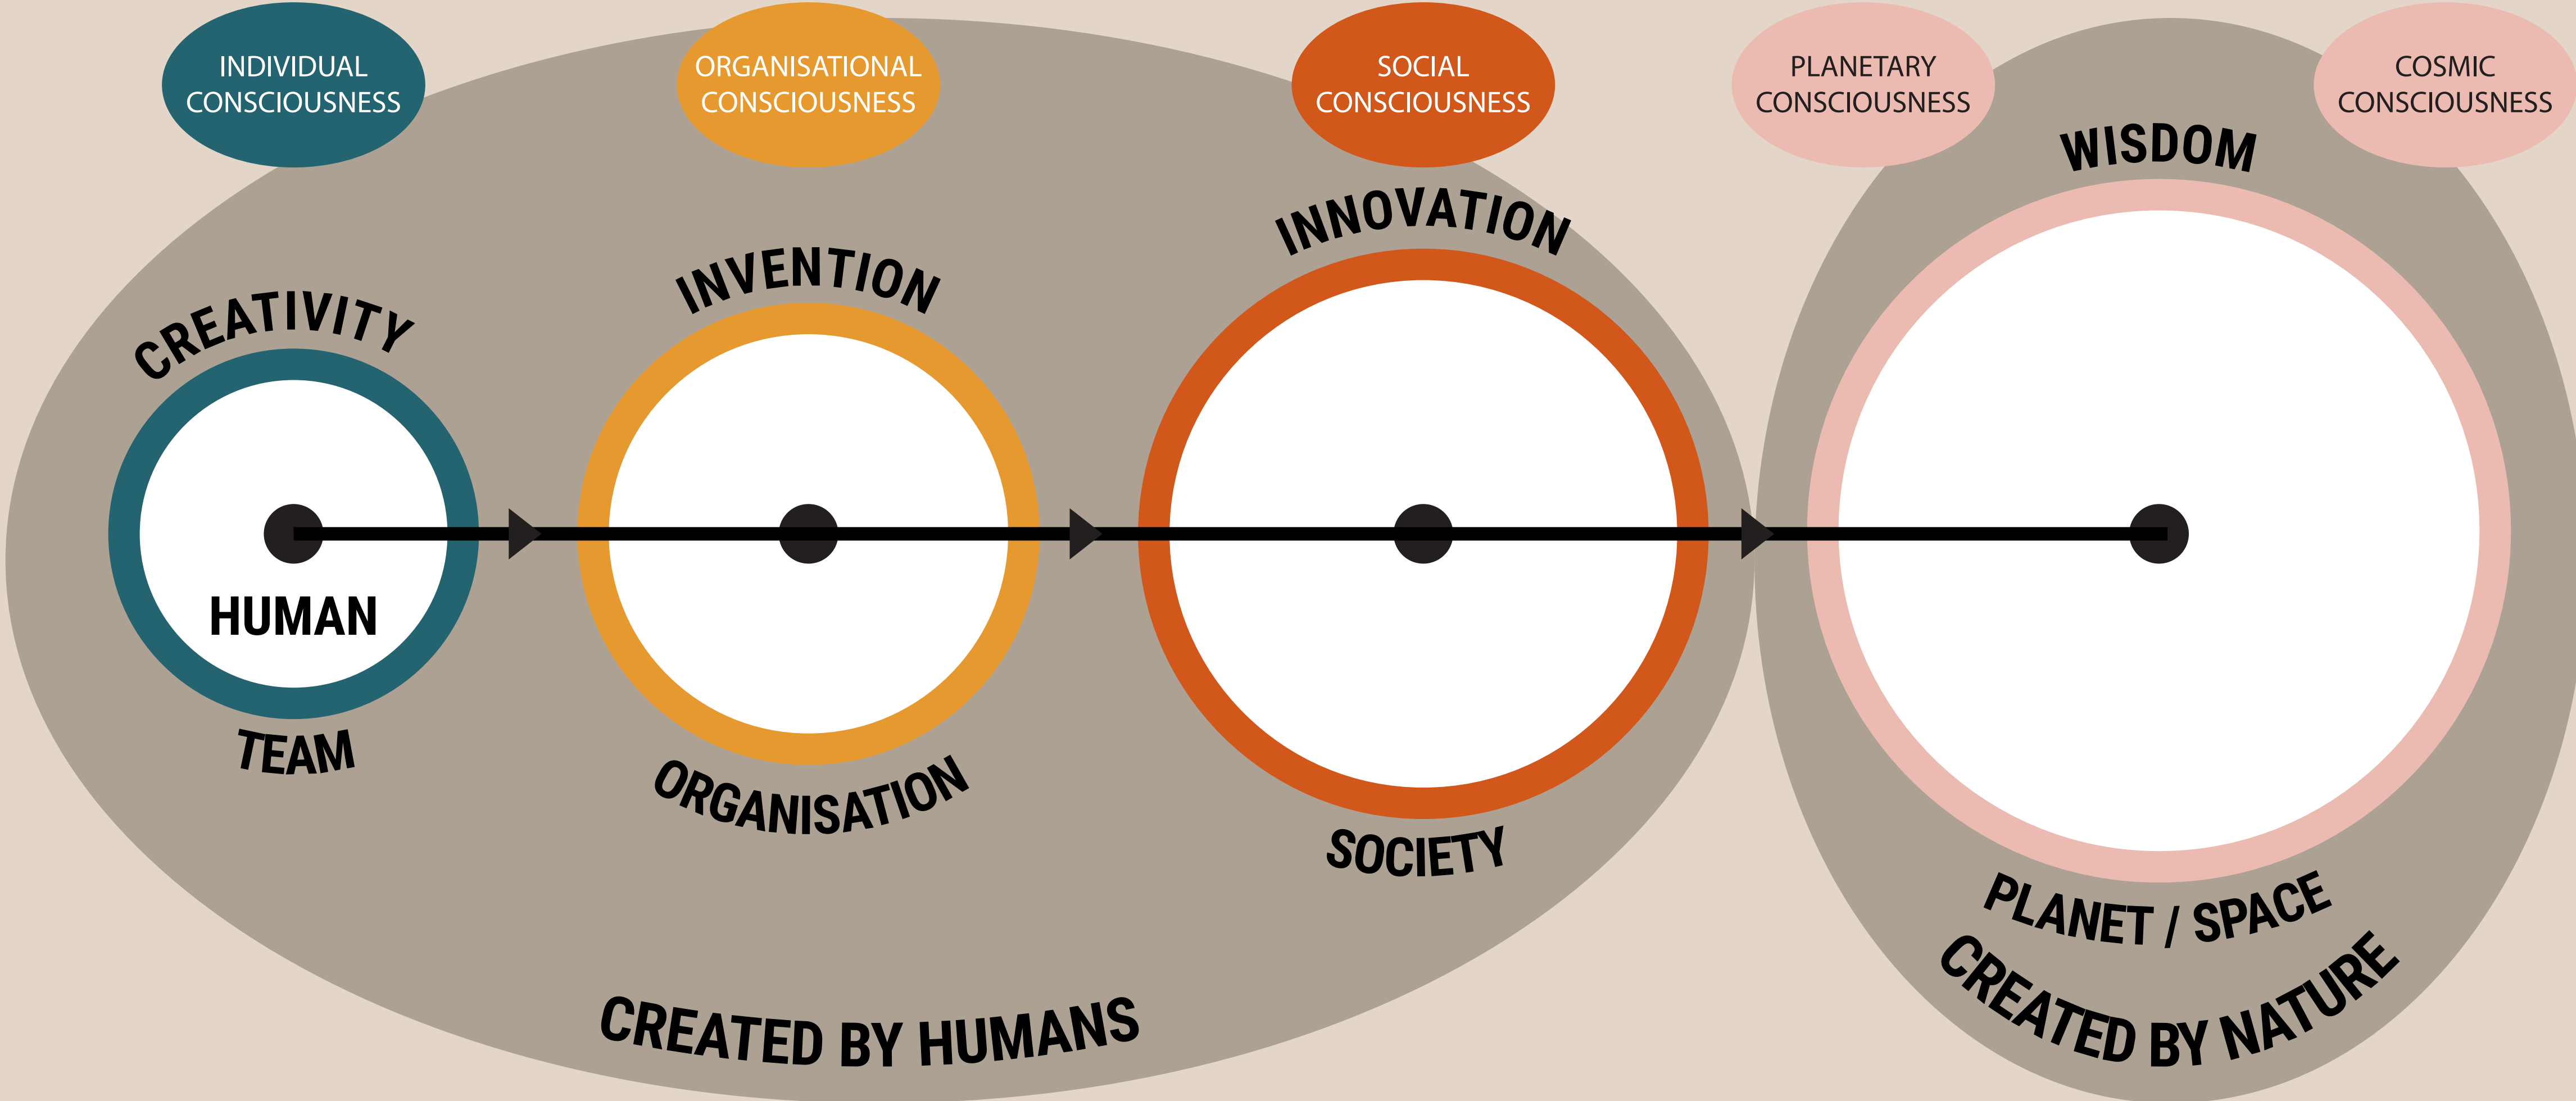 INDIVIDUAL
CONSCIOUSNESS
ORGANISATIONAL
CONSCIOUSNESS
SOCIAL
CONSCIOUSNESS
PLANETARY
CONSCIOUSNESS
COSMIC
CONSCIOUSNESS
CREATIVITY
HUMAN
TEAM
INVENTION
ORGANISATION
INNOVATION
SOCIETY
CREATED BY HUMANS
WISDOM
PLANET / SPACE
CREATED BY NATURE